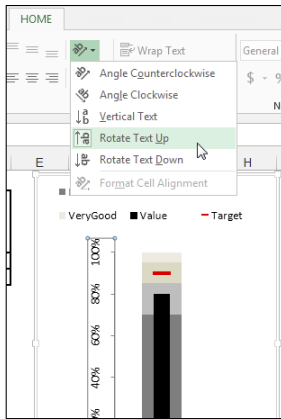 HOME
Wrap Text
General
$ - %
N
Angle Counterclockwise
Angle Clockwise
Vertical Text
Rotate Text Up
Rotate Text Down
Format Cell Alignment
E
H
VeryGood
Value
Target
100%
80%
60%
40%